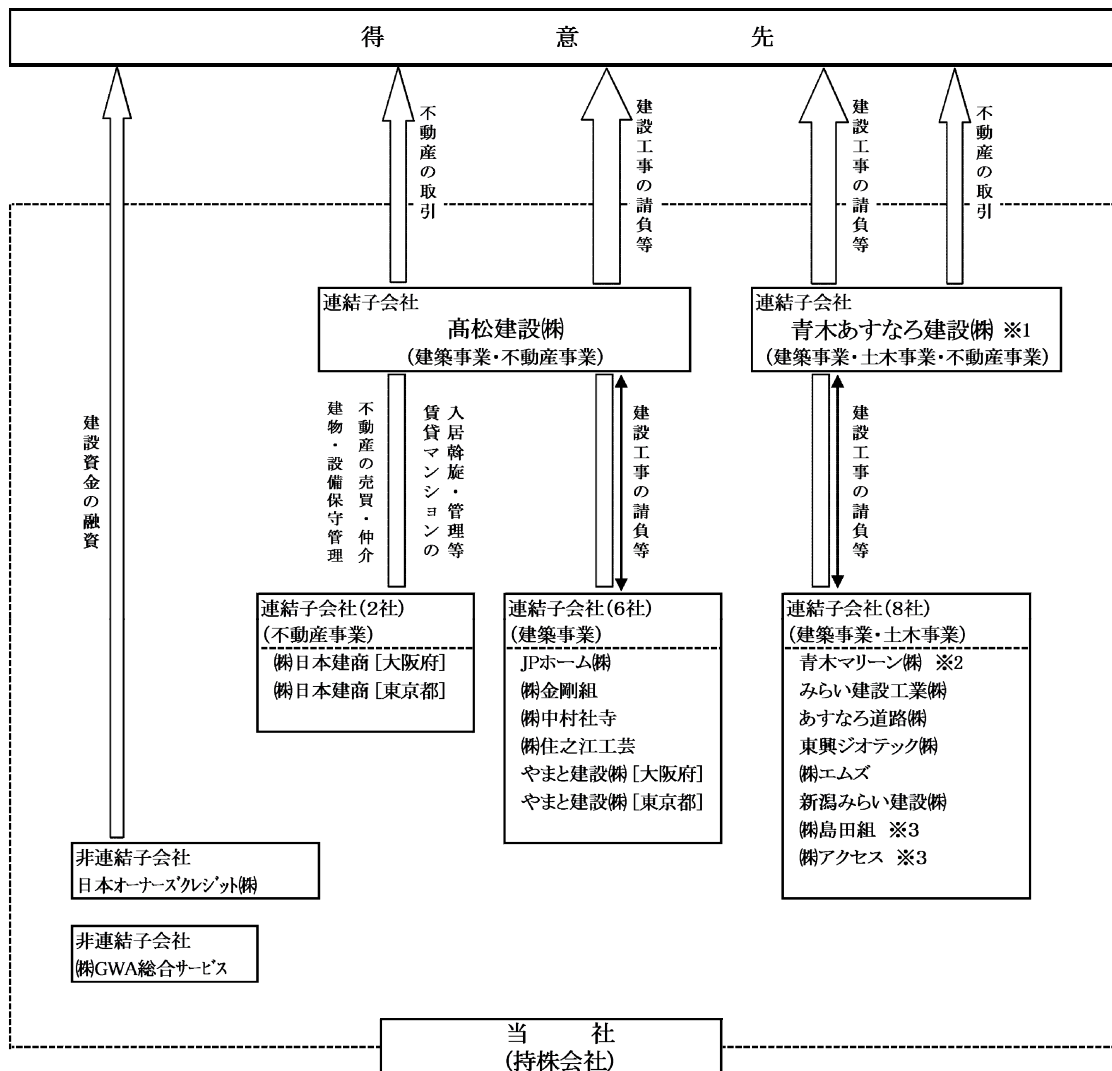 得意先
不動産の取引
建設工事の請負等
建設工事の請負等
不動産の取引
建設資金の融資
連結子会社
髙松建設㈱
(建築事業・不動産事業)
連結子会社
青木あすなろ建設㈱ ※1
(建築事業・土木事業・不動産事業)
入居斡旋・管理等
賃貸マンションの
不動産の売買・仲介
建物・設備保守管理
建設工事の請負等
建設工事の請負等
連結子会社(2社)
(不動産事業)
㈱日本建商 [大阪府]
㈱日本建商 [東京都]
連結子会社(6社)
(建築事業)
JPホーム㈱
㈱金剛組
㈱中村社寺
㈱住之江工芸
やまと建設㈱ [大阪府]
やまと建設㈱ [東京都]
連結子会社(8社)
(建築事業・土木事業)
青木マリーン㈱ ※2
みらい建設工業㈱
あすなろ道路㈱
東興ジオテック㈱
㈱エムズ
新潟みらい建設㈱
㈱島田組 ※3
㈱アクセス ※3
非連結子会社
日本オーナーズクレジット㈱
非連結子会社
㈱GWA総合サービス
当社
(持株会社)